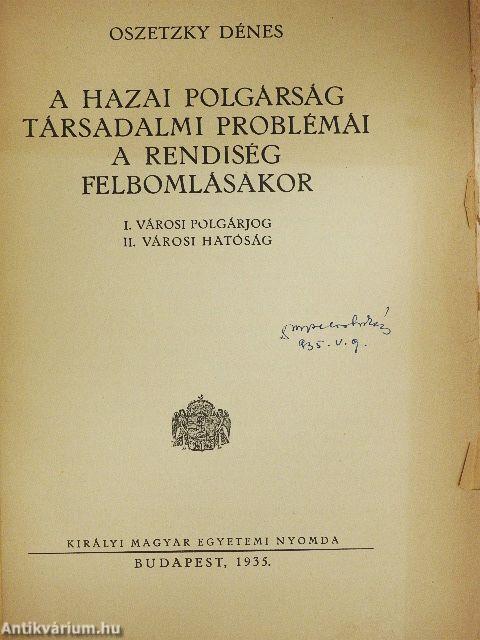 OSZETZKY DÉNES
A HAZAI POLGÁRSÁG
TÁRSADALMI PROBLÉMÁI
A RENDISÉG
FELBOMLÁSAKOR
I. VÁROSI POLGÁRJOG
II. VÁROSI HATÓSÁG
935. V. 9.
KIRÁLYI MAGYAR EGYETEMI NYOMDA
BUDAPEST, 1935.
Antikvárium.hu